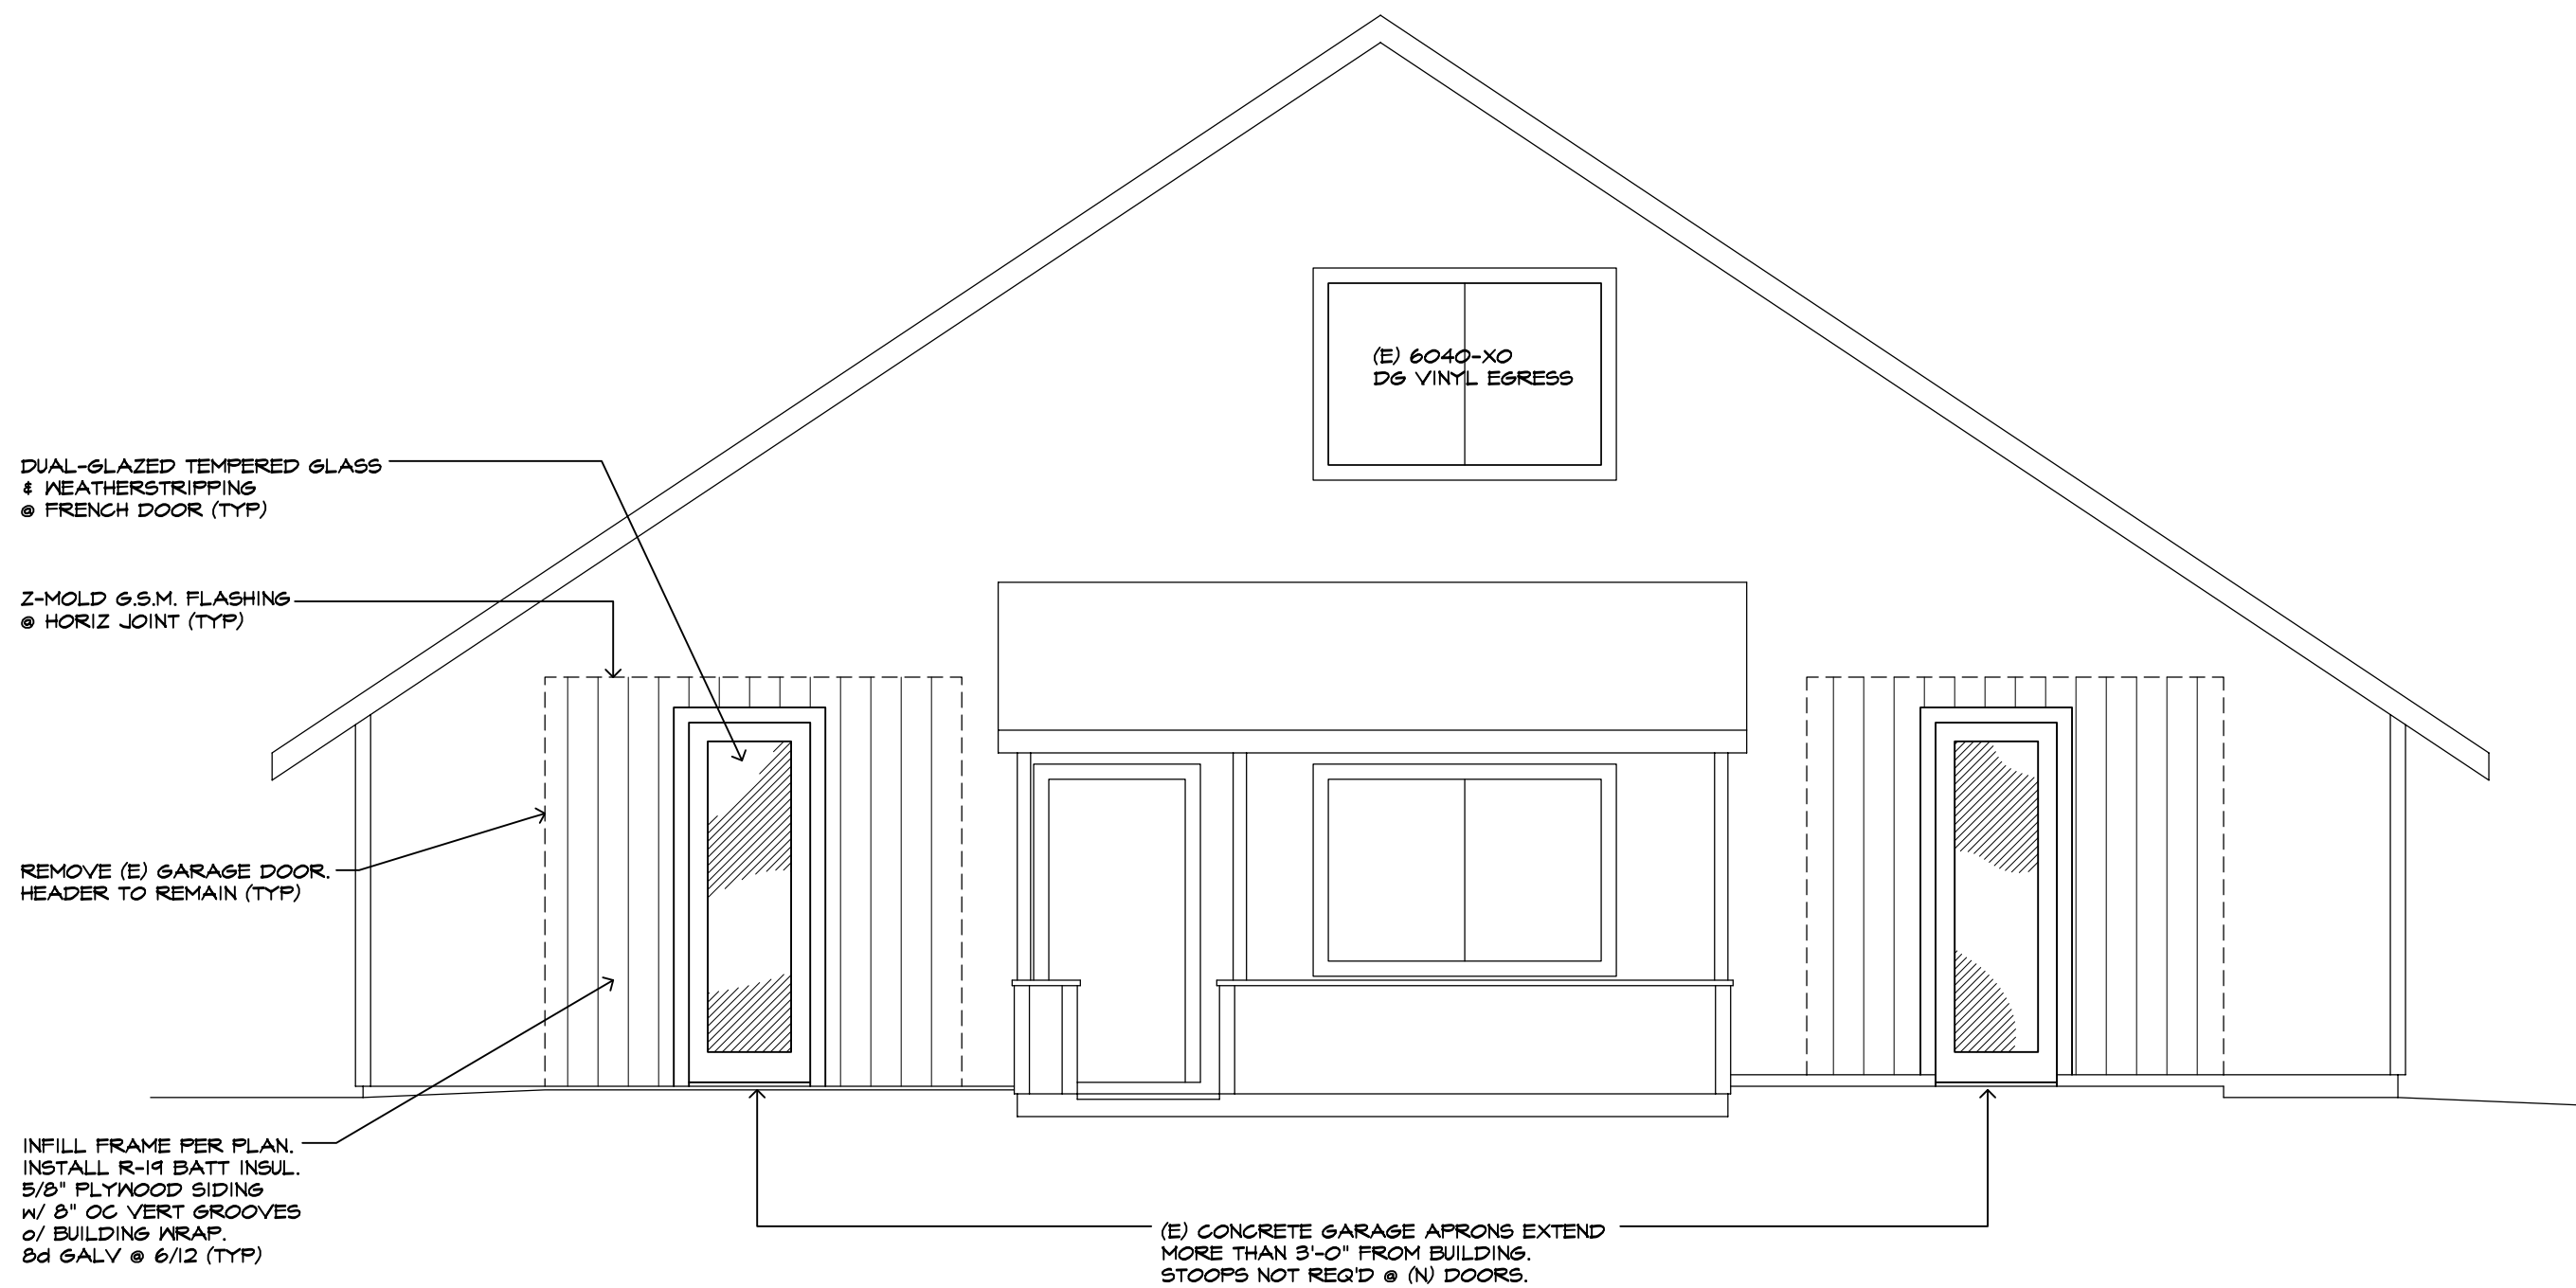 (E) 6040-XO
DG VINYL EGRESS
DUAL-GLAZED TEMPERED GLASS
& WEATHERSTRIPPING
@ FRENCH DOOR (TYP)
Z-MOLD G.S.M. FLASHING
@ HORIZ JOINT (TYP)
REMOVE (E) GARAGE DOOR.
HEADER TO REMAIN (TYP)
INFILL FRAME PER PLAN.
INSTALL R-19 BATT INSUL.
5/8" PLYWOOD SIDING
w/ 8" OC VERT GROOVES
o/ BUILDING WRAP.
8d GALV @ 6/12 (TYP)
(E) CONCRETE GARAGE APRONS EXTEND
MORE THAN 3'-0" FROM BUILDING.
STOOPS NOT REQ'D @ (N) DOORS.